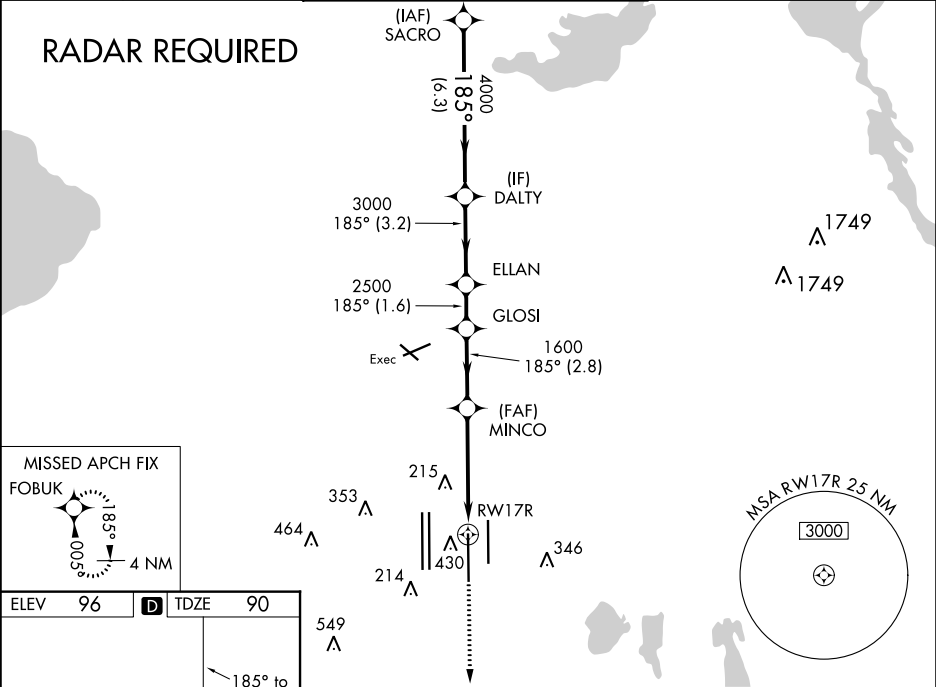 RADAR REQUIRED
(IAF)
SACRO
4000
185°
(6.3)
(IF)
DALTY
3000
185° (3.2)
1749
1749
ELLAN
2500
185° (1.6)
GLOSI
Exec
1600
185° (2.8)
(FAF)
MINCO
MISSED APCH FIX
FOBUK
185°
005°
4 NM
215
353
464
RW17R
430
346
214
549
MSA RW17R 25 NM
3000
ELEV 96 D TDZE 90
185° to